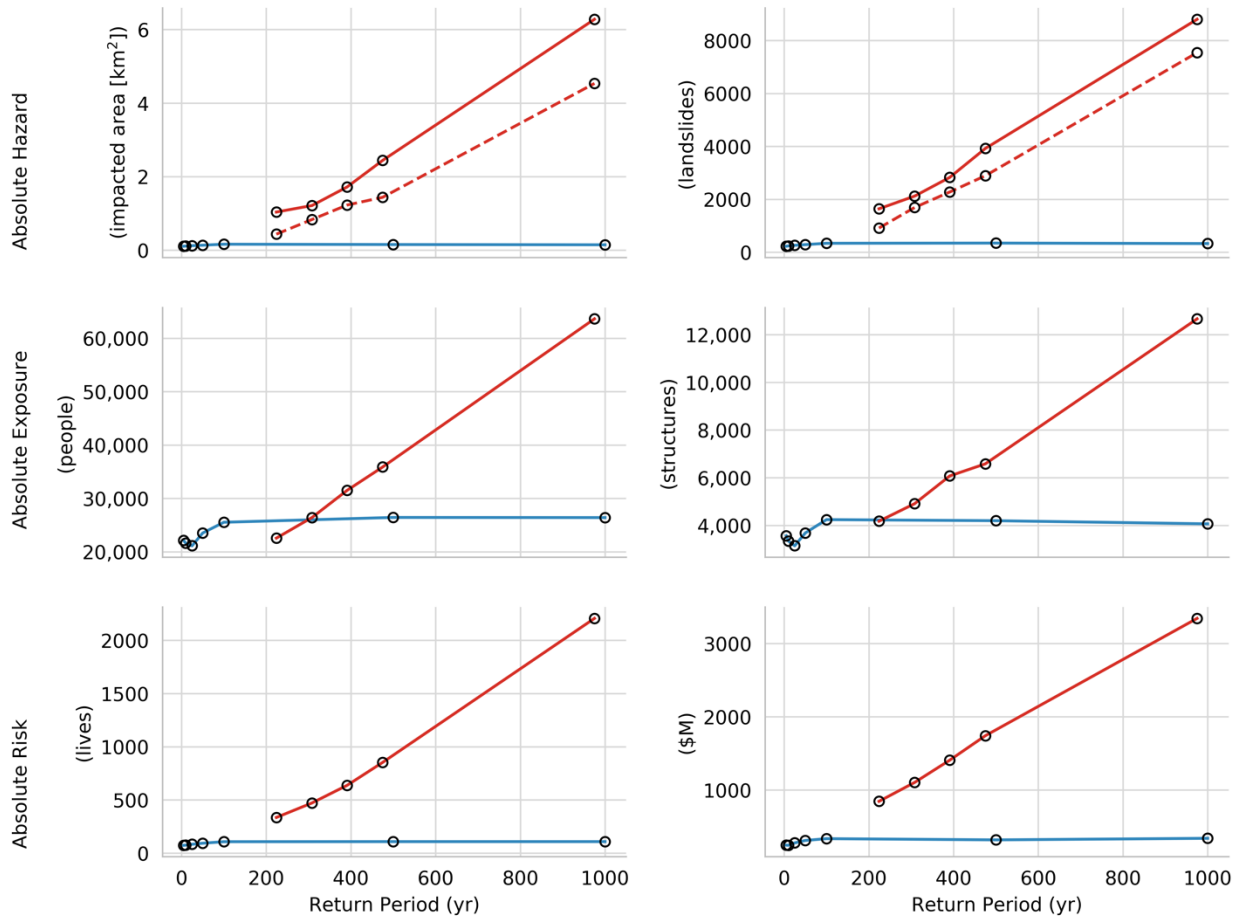 Absolute Hazard
(impacted area [km²])
6
4
2
0
(landslides)
8000
6000
4000
2000
0
Absolute Exposure
(people)
60,000
50,000
40,000
30,000
20,000
(structures)
12,000
10,000
8,000
6,000
4,000
Absolute Risk
(lives)
2000
1500
1000
500
0
($M)
3000
2000
1000
0 200 400 600 800 1000
Return Period (yr)
0 200 400 600 800 1000
Return Period (yr)